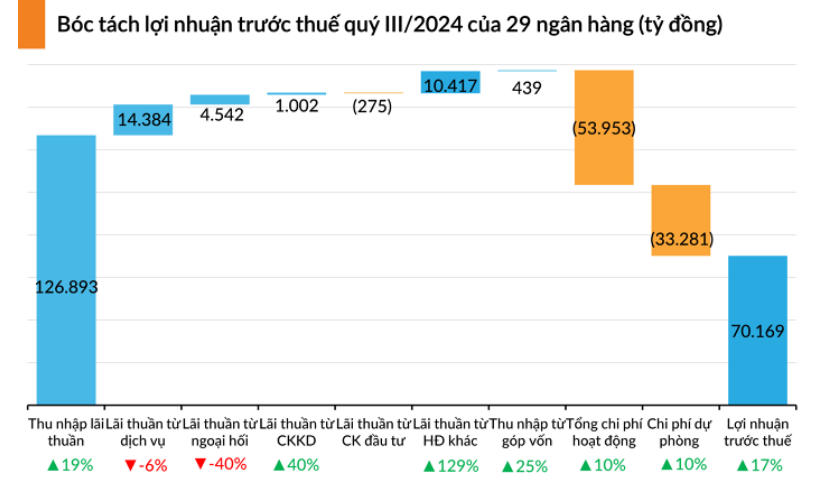 Bóc tách lợi nhuận trước thuế quý III/2024 của 29 ngân hàng (tỷ đồng)
126.893
14.384
4.542
1.002
(275)
10.417
439
(53.953)
(33.281)
70.169
Thu nhập lãi
thuần
▲19%
Lãi thuần từ
dịch vụ
▼-6%
Lãi thuần từ
ngoại hối
▼-40%
Lãi thuần từ
CKKD
▲40%
Lãi thuần từ
CK đầu tư
Lãi thuần từ
HĐ khác
▲129%
Thu nhập từ
góp vốn
▲25%
Tổng chi phí
hoạt động
▲10%
Chi phí dự
phòng
▲10%
Lợi nhuận
trước thuế
▲17%